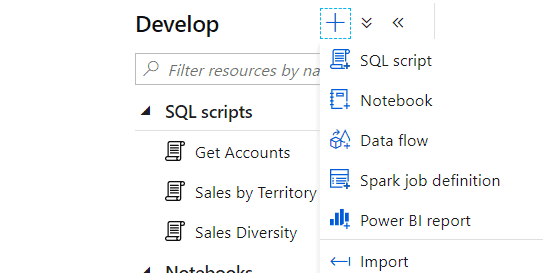 Develop
Filter resources by na
SQL scripts
Get Accounts
Sales by Territory
Sales Diversity
Notebooks
SQL script
Notebook
Data flow
Spark job definition
Power BI report
Import